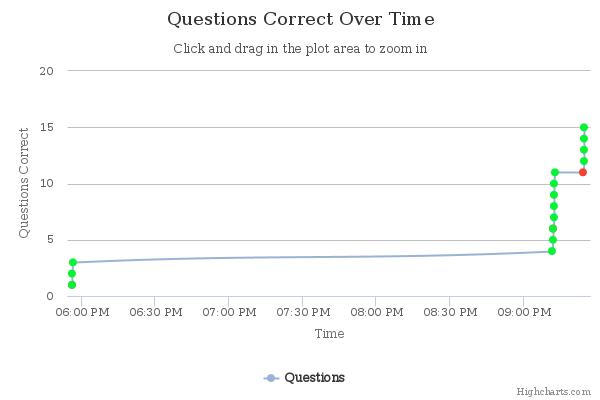 Questions Correct Over Time
Click and drag in the plot area to zoom in
Questions Correct
20
15
10
5
0
06:00 PM 06:30 PM 07:00 PM 07:30 PM 08:00 PM 08:30 PM 09:00 PM
Time
Questions
Highcharts.com